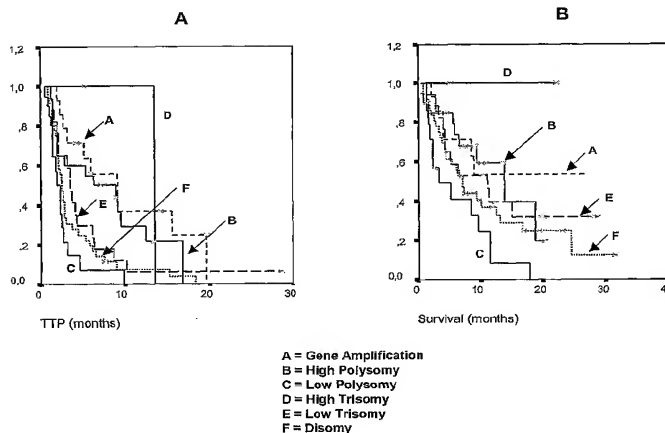 A
1,2
1,0
,8
,6
,4
,2
0,0
0
10
20
30
A
D
F
E
B
C
TTP (months)
B
1,2
1,0
,8
,6
,4
,2
0,0
0
10
20
30
40
D
B
A
E
F
C
Survival (months)
A = Gene Amplification
B = High Polysomy
C = Low Polysomy
D = High Trisomy
E = Low Trisomy
F = Disomy